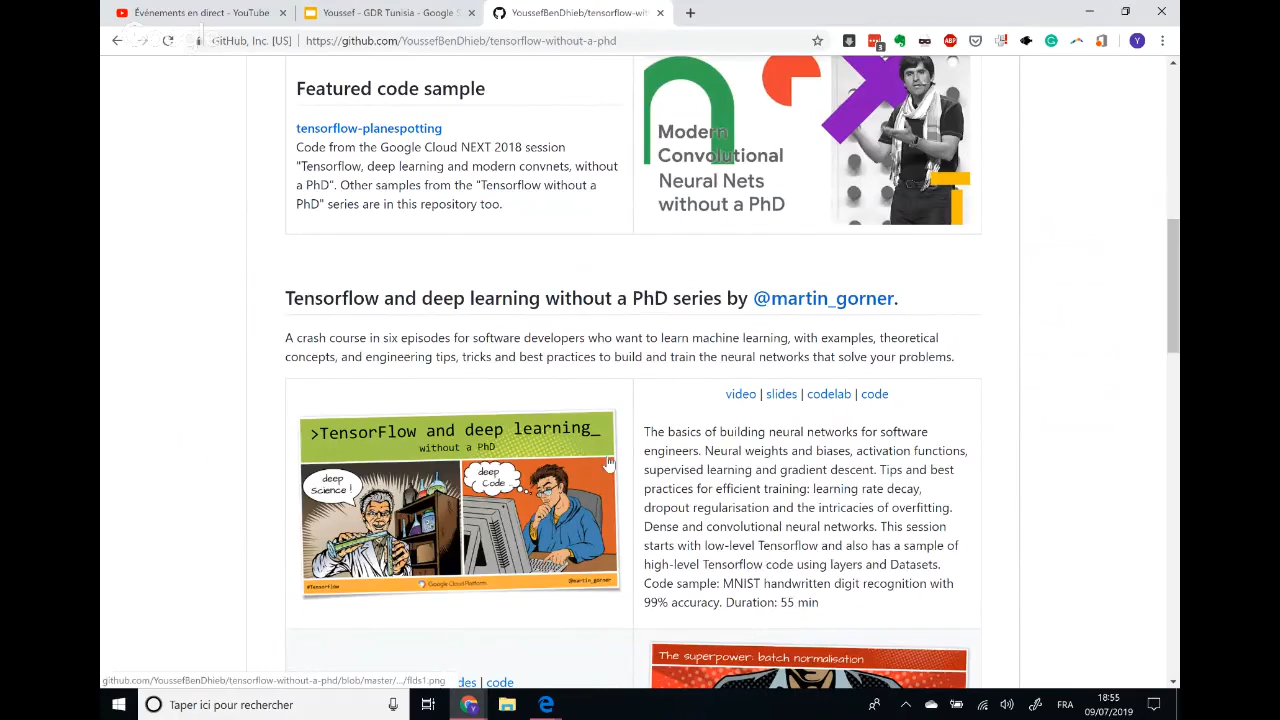 Événements en direct - YouTube
Youssef - GDR Tunisia - Google S
YoussefBenDhieb/tensorflow-wit
GitHub, Inc. [US]
https://github.com/YoussefBenDhieb/tensorflow-without-a-phd
3
ABP
Y
Featured code sample
tensorflow-planespotting
Code from the Google Cloud NEXT 2018 session
"Tensorflow, deep learning and modern convnets, without
a PhD". Other samples from the "Tensorflow without a
PhD" series are in this repository too.
Modern
Convolutional
Neural Nets
without a PhD
Tensorflow and deep learning without a PhD series by @martin_gorner.
A crash course in six episodes for software developers who want to learn machine learning, with examples, theoretical
concepts, and engineering tips, tricks and best practices to build and train the neural networks that solve your problems.
>TensorFlow and deep learning_
without a PhD
deep
Science !
deep
Code ...
#Tensorflow
Google Cloud Platform
@martin_gorner
video | slides | codelab | code
The basics of building neural networks for software
engineers. Neural weights and biases, activation functions,
supervised learning and gradient descent. Tips and best
practices for efficient training: learning rate decay,
dropout regularisation and the intricacies of overfitting.
Dense and convolutional neural networks. This session
starts with low-level Tensorflow and also has a sample of
high-level Tensorflow code using layers and Datasets.
Code sample: MNIST handwritten digit recognition with
99% accuracy. Duration: 55 min
The superpower: batch normalisation
des | code
github.com/YoussefBenDhieb/tensorflow-without-a-phd/blob/master/.../flds1.png
Taper ici pour rechercher
FRA
18:55
09/07/2019